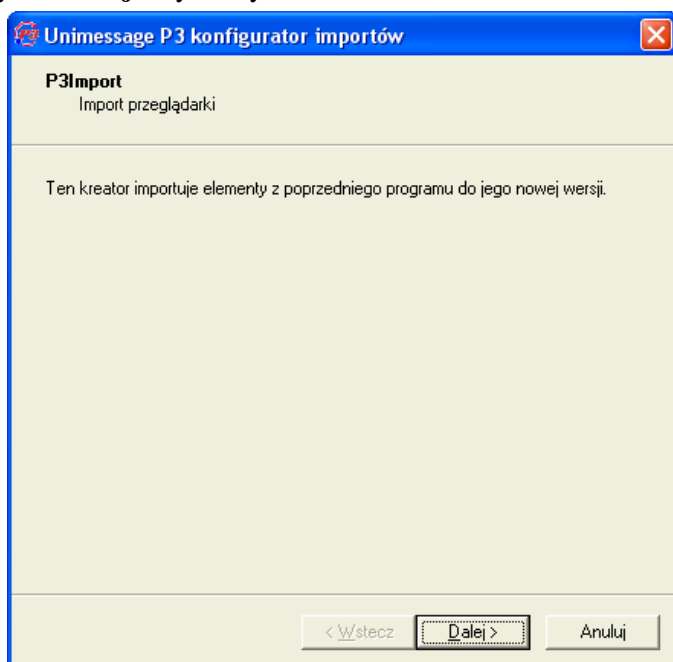 Unimessage P3 konfigurator importów
P3Import
Import przeglądarki
Ten kreator importuje elementy z poprzedniego programu do jego nowej wersji.
< Wstecz Dalej > Anuluj